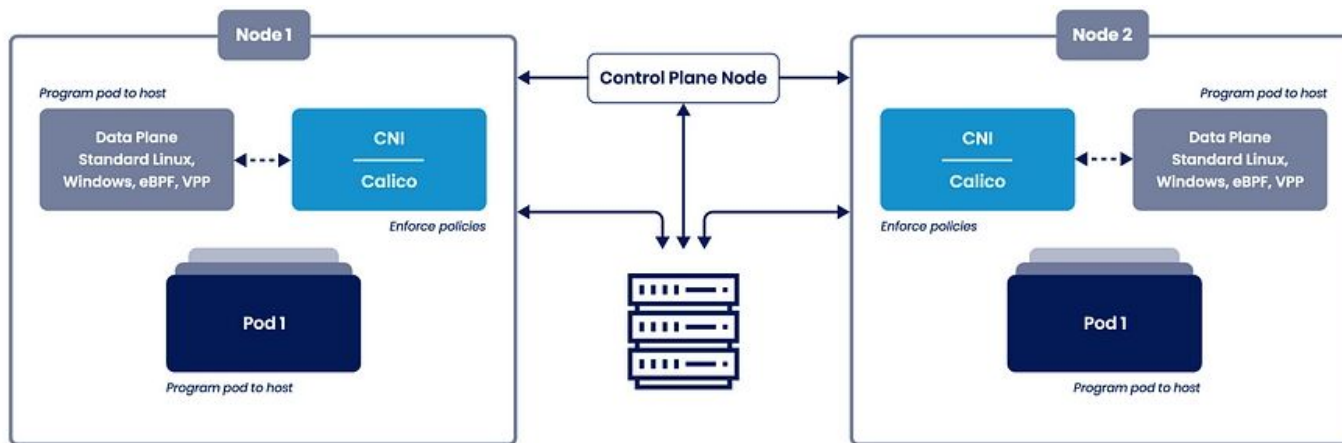 Node 1
Program pod to host
Data Plane
Standard Linux,
Windows, eBPF, VPP
CNI
Calico
Enforce policies
Pod 1
Program pod to host
Control Plane Node
Node 2
Program pod to host
CNI
Calico
Data Plane
Standard Linux,
Windows, eBPF, VPP
Enforce policies
Pod 1
Program pod to host